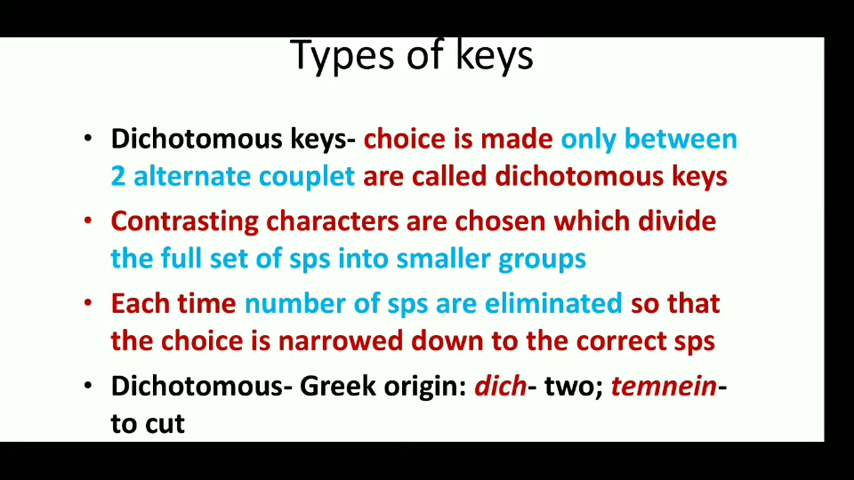 Types of keys
• Dichotomous keys- choice is made only between
2 alternate couplet are called dichotomous keys
• Contrasting characters are chosen which divide
the full set of sps into smaller groups
• Each time number of sps are eliminated so that
the choice is narrowed down to the correct sps
• Dichotomous- Greek origin: dich- two; temnein-
to cut